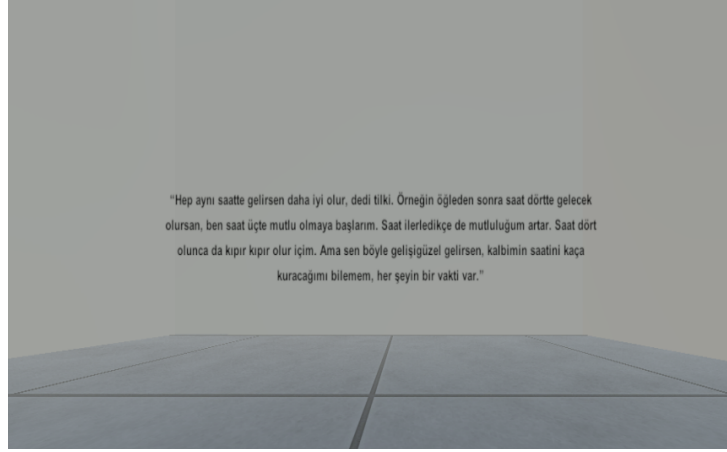 "Hep aynı saatte gelirsen daha iyi olur, dedi tilki. Örneğin öğleden sonra saat dörtte gelecek
olursan, ben saat üçte mutlu olmaya başlarım. Saat ilerledikçe de mutluluğum artar. Saat dört
olunca da kıpır kıpır olur içim. Ama sen böyle gelişigüzel gelirsen, kalbimin saatini kaça
kuracağımı bilemem, her şeyin bir vakti var."